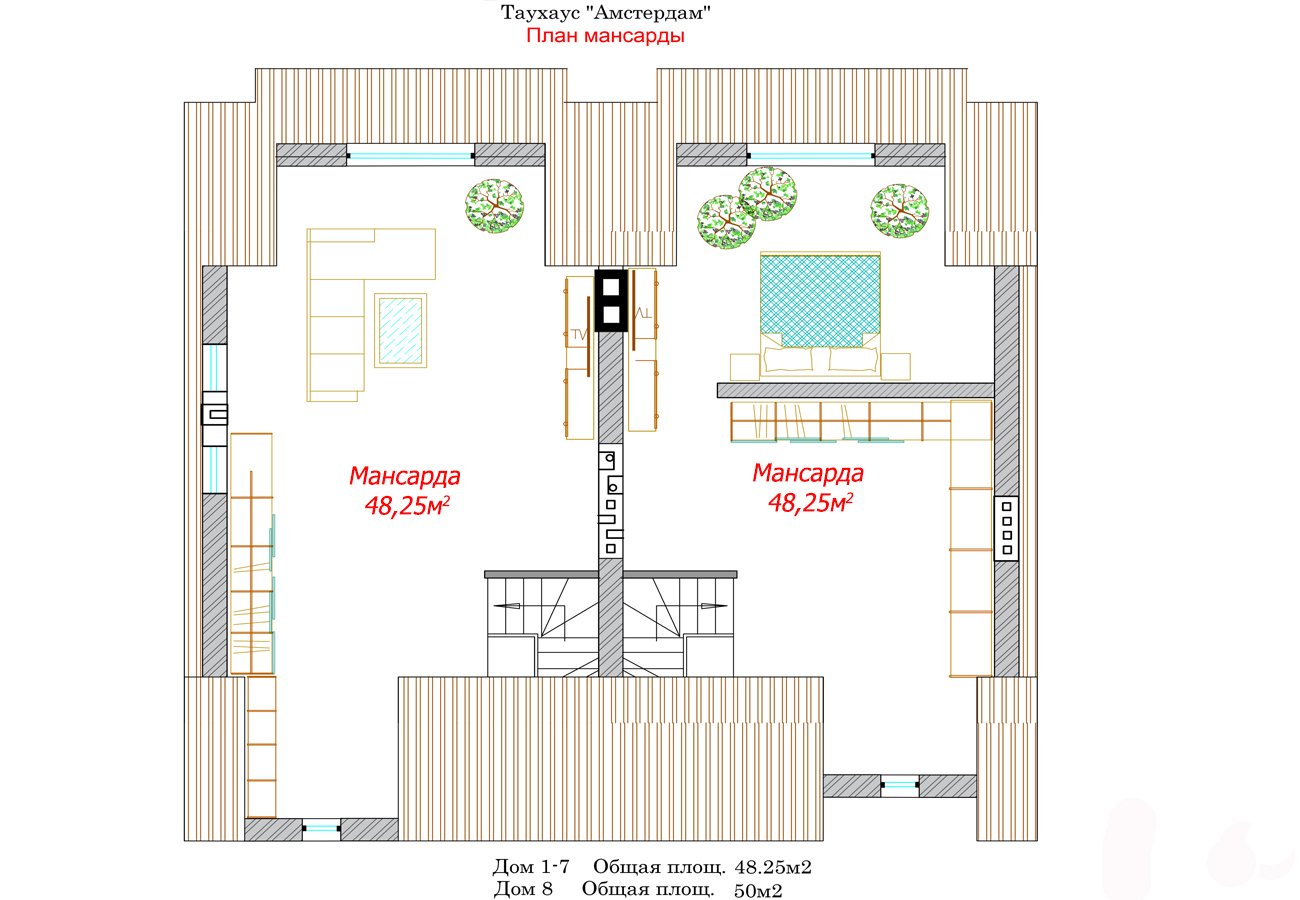 Таухаус "Амстердам"
План мансарды
TV
TV
Мансарда
48,25м²
Мансарда
48,25м²
Дом 1-7 Общая площ. 48.25м2
Дом 8 Общая площ. 50м2